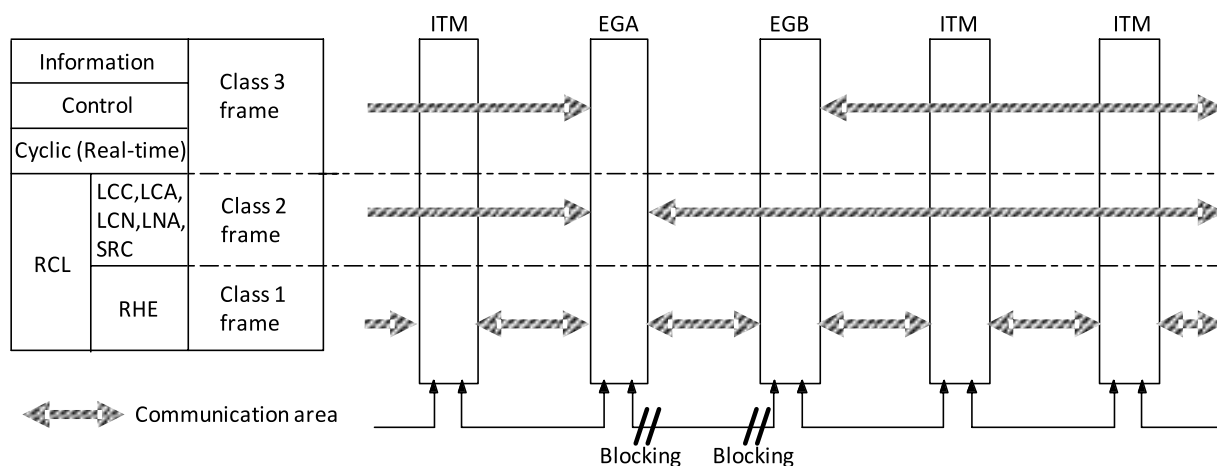 ITM
EGA
EGB
ITM
ITM
Information
Control
Cyclic (Real-time)
Class 3
frame
RCL
LCC,LCA,
LCN,LNA,
SRC
Class 2
frame
RHE
Class 1
frame
Communication area
Blocking
Blocking